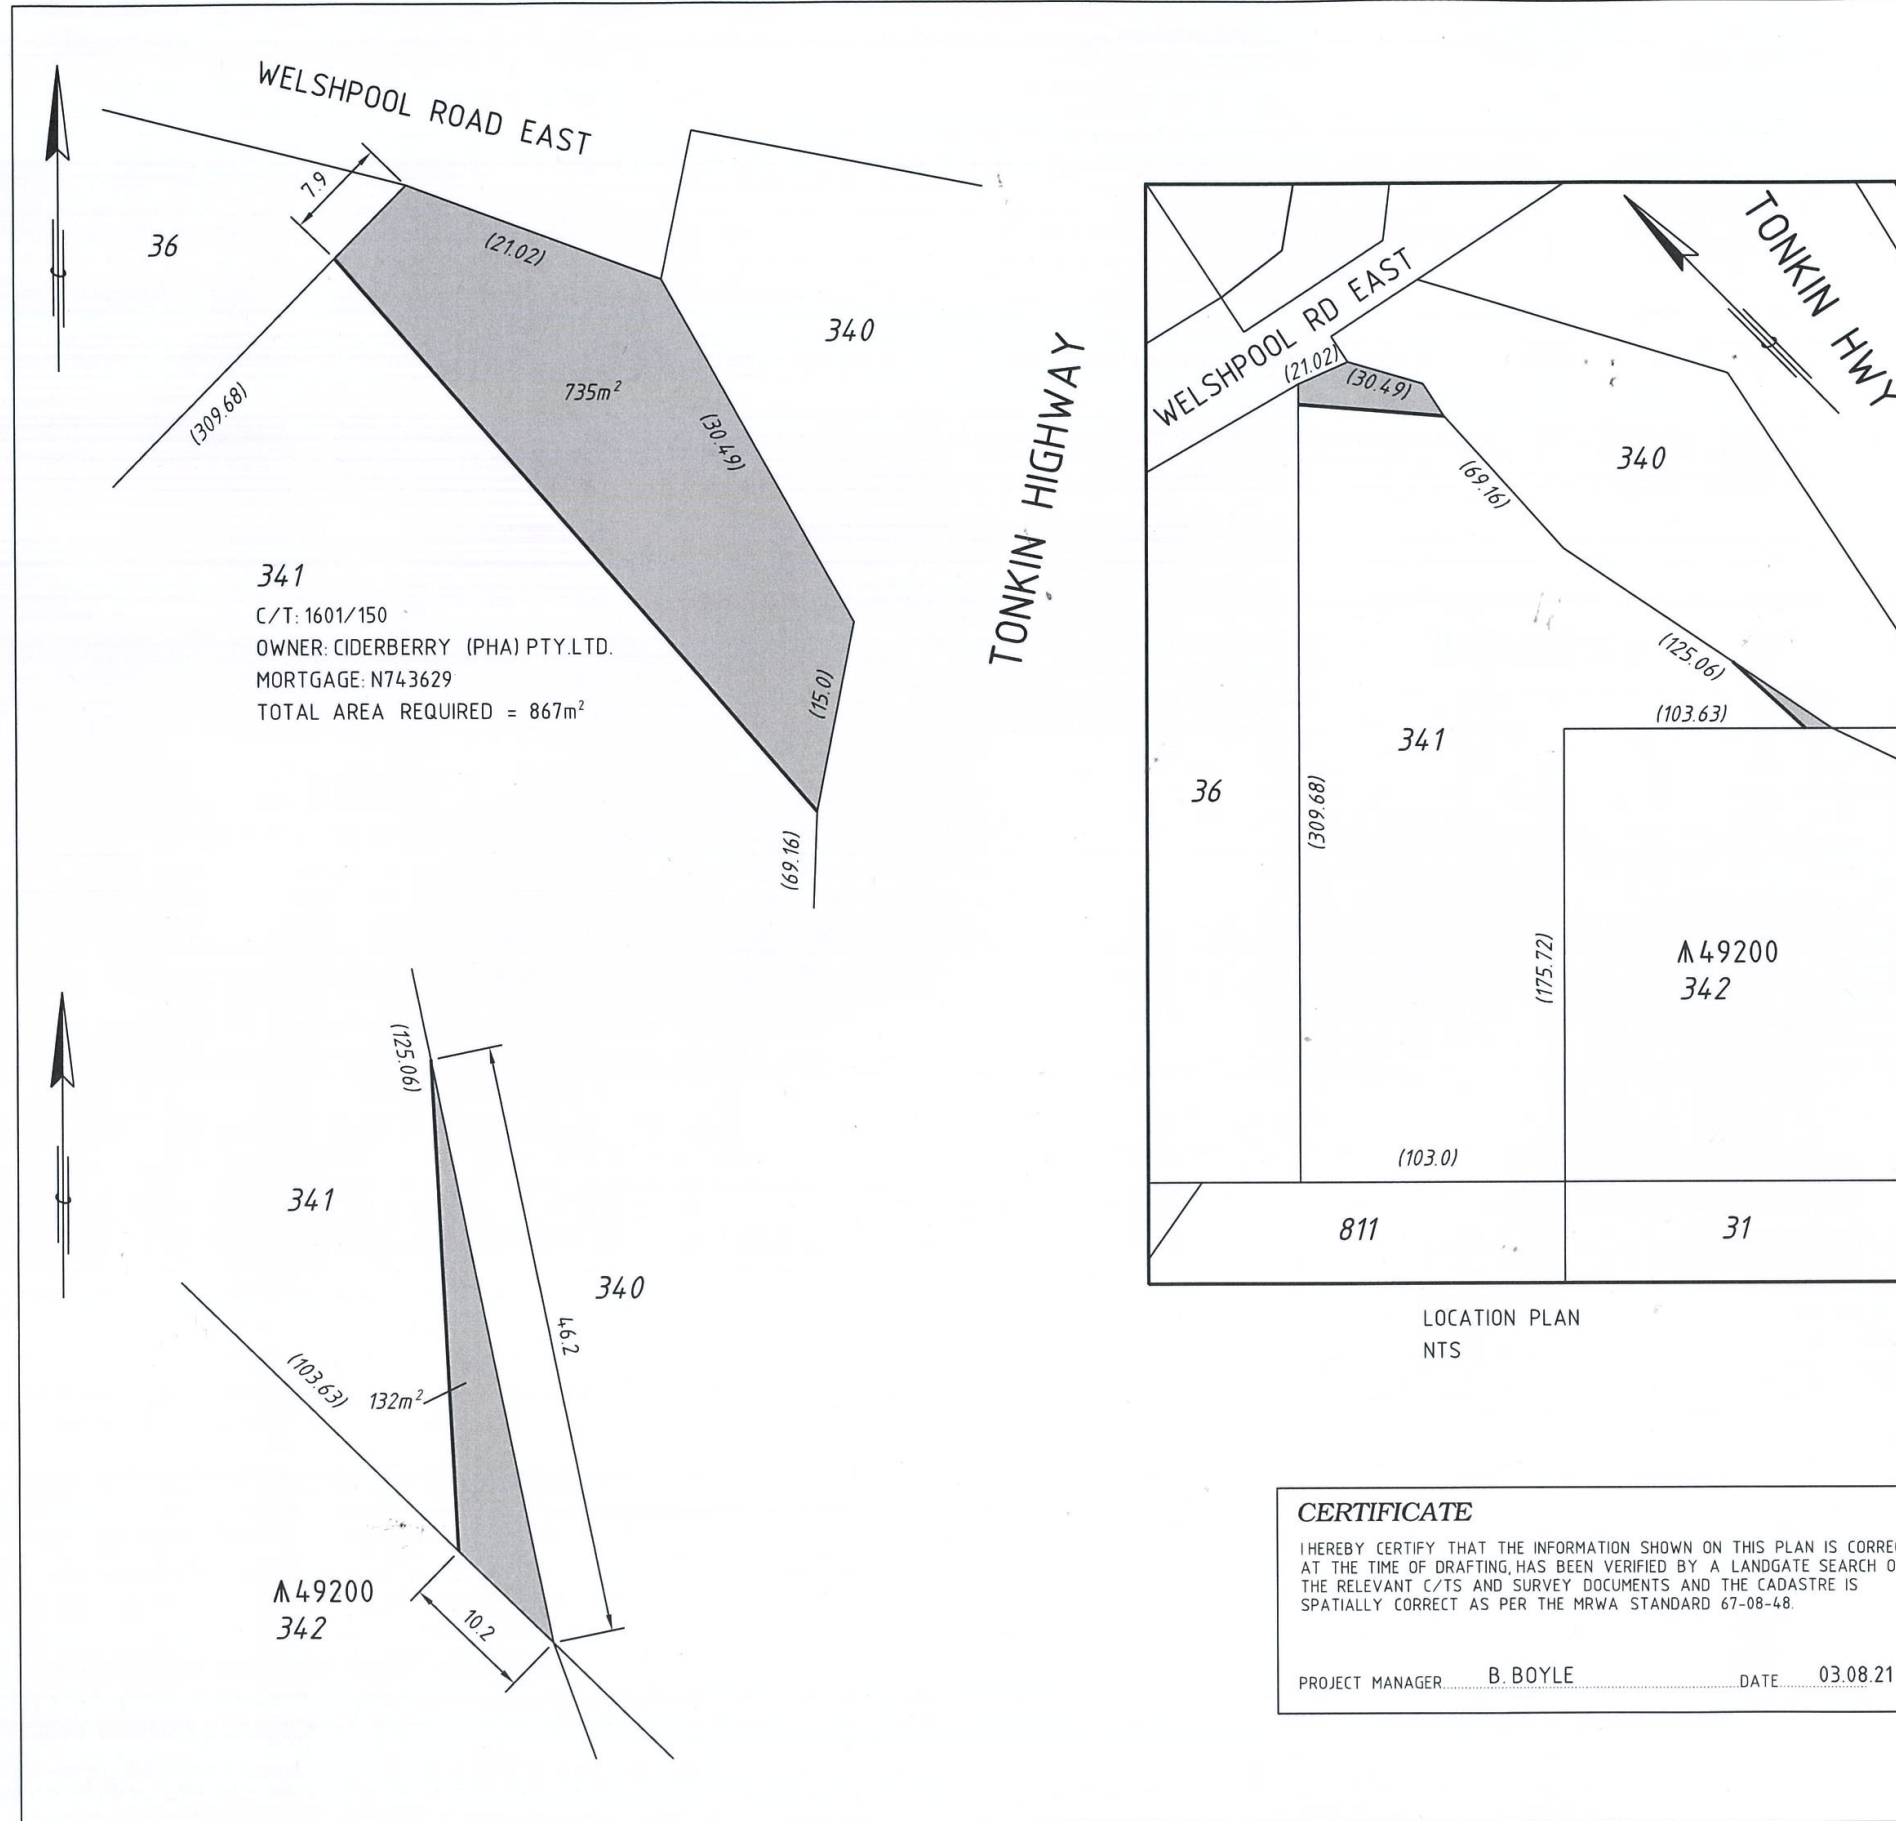 WELSHPOOL ROAD EAST
7.9
36
(21.02)
340
(309.68)
735m²
(30.49)
TONKIN HIGHWAY
341
C/T: 1601/150
OWNER: CIDERBERRY (PHA) PTY.LTD.
MORTGAGE: N743629
TOTAL AREA REQUIRED = 867m²
(15.0)
(69.16)
(125.06)
341
340
46.2
(103.63)
132m²
49200
342
10.2
TONKIN HWY
WELSHPOOL RD EAST
(21.02)
(30.49)
340
(69.16)
(125.06)
(103.63)
341
36
(309.68)
(175.72)
49200
342
(103.0)
811
31
LOCATION PLAN
NTS
CERTIFICATE
I HEREBY CERTIFY THAT THE INFORMATION SHOWN ON THIS PLAN IS CORREC
AT THE TIME OF DRAFTING, HAS BEEN VERIFIED BY A LANDGATE SEARCH O
THE RELEVANT C/TS AND SURVEY DOCUMENTS AND THE CADASTRE IS
SPATIALLY CORRECT AS PER THE MRWA STANDARD 67-08-48.
PROJECT MANAGER B. BOYLE DATE 03.08.21